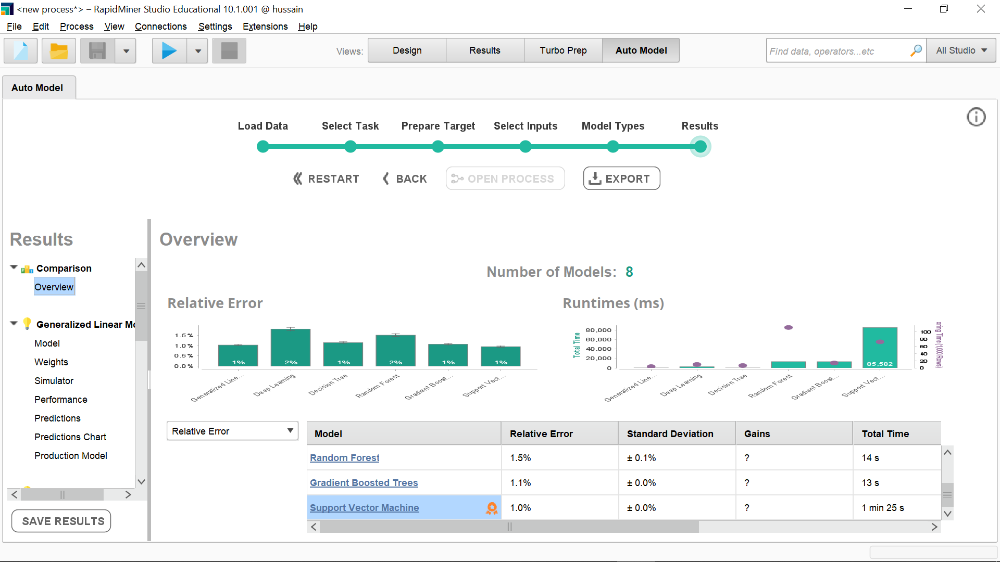 <new process*> – RapidMiner Studio Educational 10.1.001 @ hussain
File Edit Process View Connections Settings Extensions Help
Views: Design Results Turbo Prep Auto Model
Find data, operators...etc All Studio
Auto Model
Load Data Select Task Prepare Target Select Inputs Model Types Results
RESTART BACK OPEN PROCESS EXPORT
Results
Comparison
Overview
Generalized Linear Mo
Model
Weights
Simulator
Performance
Predictions
Predictions Chart
Production Model
SAVE RESULTS
Overview
Number of Models: 8
Relative Error
1.5%
1.0%
0.5%
0.0%
1% 2% 1% 2% 1% 1%
Generalized Line... Deep Learning Decision Tree Random Forest Gradient Boost... Support Vect...
Runtimes (ms)
Total Time
80,000
60,000
40,000
20,000
0
85,582
100
80
60
40
20
0
oring Time (1,000 Rows)
Generalized Line... Deep Learning Decision Tree Random Forest Gradient Boost... Support Vect...
Relative Error
Model Relative Error Standard Deviation Gains Total Time
Random Forest 1.5% ± 0.1% ? 14 s
Gradient Boosted Trees 1.1% ± 0.0% ? 13 s
Support Vector Machine 1.0% ± 0.0% ? 1 min 25 s